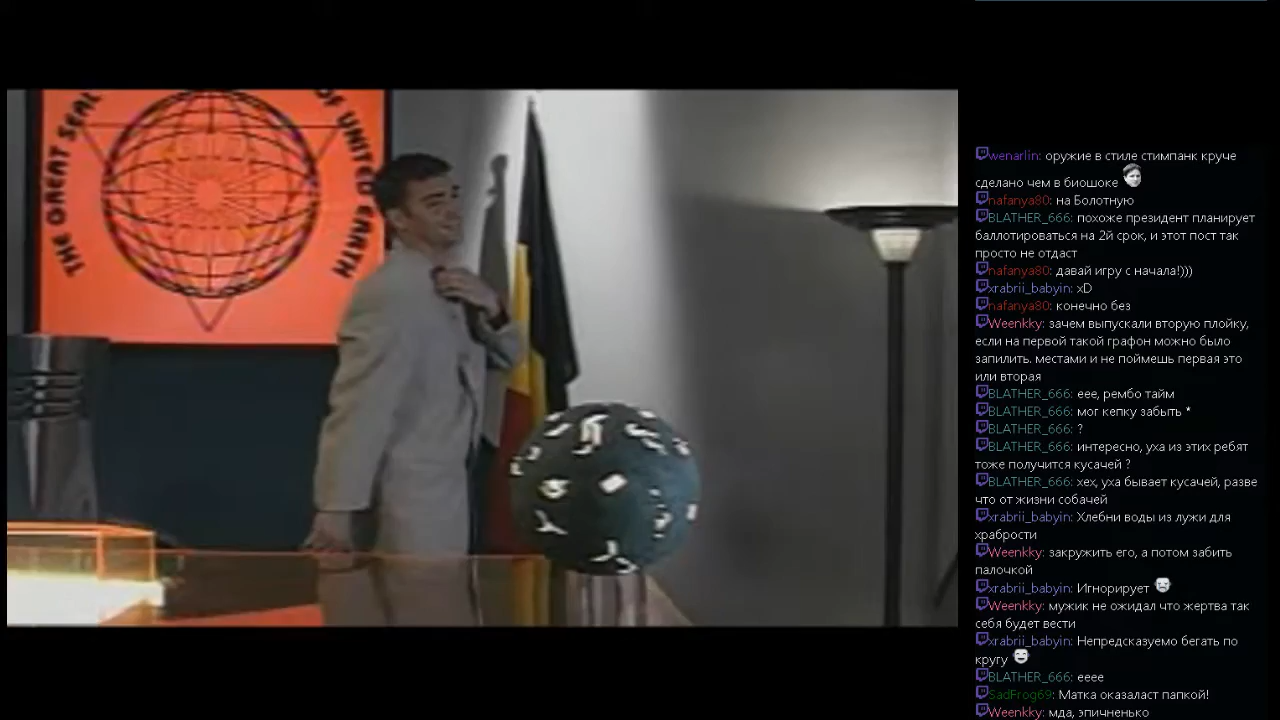 THE GREAT SEAL
OF UNITED EARTH
wenarlin: оружие в стиле стимпанк круче
сделано чем в биошоке
nafanya80: на Болотную
BLATHER_666: похоже президент планирует
баллотироваться на 2й срок, и этот пост так
просто не отдаст
nafanya80: давай игру с начала!)))
xrabrii_babyin: xD
nafanya80: конечно без
Weenkky: зачем выпускали вторую плойку,
если на первой такой графон можно было
запилить. местами и не поймешь первая это
или вторая
BLATHER_666: еее, рембо тайм
BLATHER_666: мог кепку забыть *
BLATHER_666: ?
BLATHER_666: интересно, уха из этих ребят
тоже получится кусачей ?
BLATHER_666: хех, уха бывает кусачей, разве
что от жизни собачей
xrabrii_babyin: Хлебни воды из лужи для
храбрости
Weenkky: закружить его, а потом забить
палочкой
xrabrii_babyin: Игнорирует
Weenkky: мужик не ожидал что жертва так
себя будет вести
xrabrii_babyin: Непредсказуемо бегать по
кругу
BLATHER_666: ееее
SadFrog69: Матка оказаласт папкой!
Weenkky: мда, эпичненько